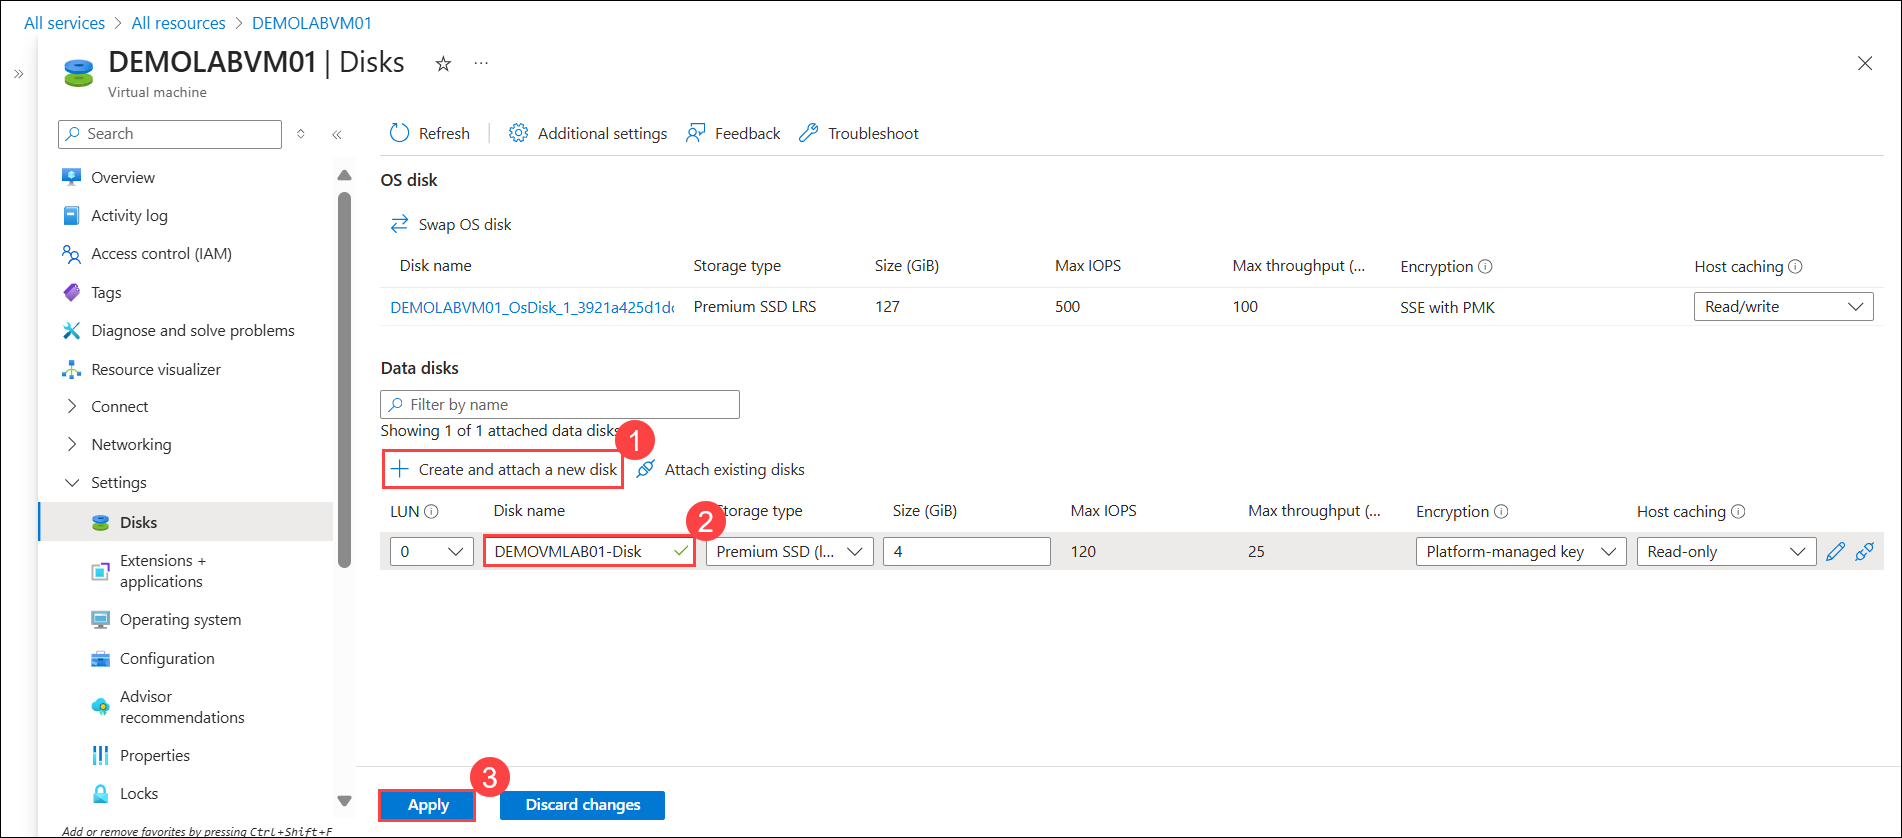 All services > All resources > DEMOLABVM01
»
DEMOLABVM01 | Disks ☆ ···
Virtual machine
Search
«
Refresh
Additional settings
Feedback
Troubleshoot
Overview
Activity log
Access control (IAM)
Tags
Diagnose and solve problems
Resource visualizer
Connect
Networking
Settings
Disks
Extensions +
applications
Operating system
Configuration
Advisor
recommendations
Properties
Locks
Add or remove favorites by pressing Ctrl+Shift+F
OS disk
Swap OS disk
Disk name Storage type Size (GiB) Max IOPS Max throughput (... Encryption Host caching
DEMOLABVM01_OsDisk_1_3921a425d1dc Premium SSD LRS 127 500 100 SSE with PMK Read/write
Data disks
Filter by name
Showing 1 of 1 attached data disks
1
+ Create and attach a new disk Attach existing disks
2
LUN Disk name Storage type Size (GiB) Max IOPS Max throughput (... Encryption Host caching
0 DEMOVMLAB01-Disk Premium SSD (l... 4 120 25 Platform-managed key Read-only
3
Apply Discard changes